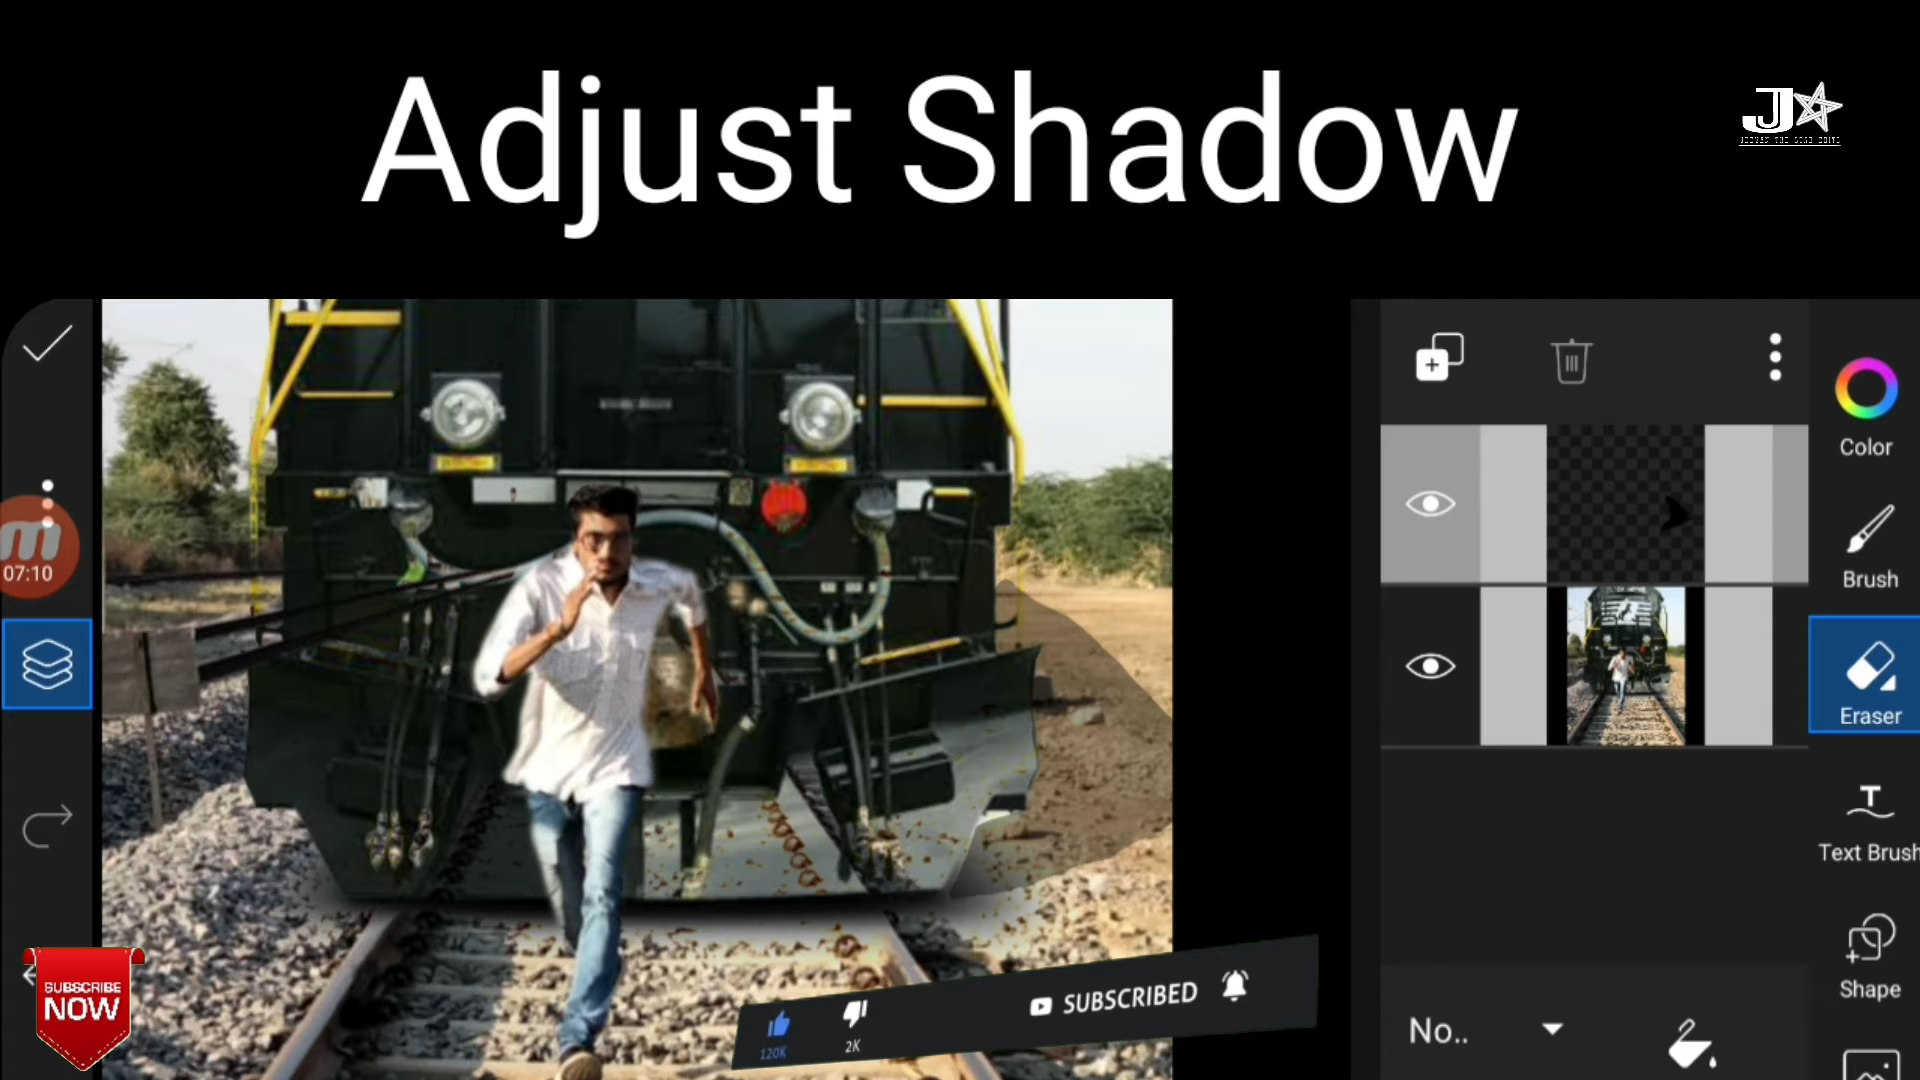 Adjust Shadow
J
Color
Brush
07:10
Eraser
Text Brush
SUBSCRIBE
NOW
Shape
120K
2K
SUBSCRIBED
No..